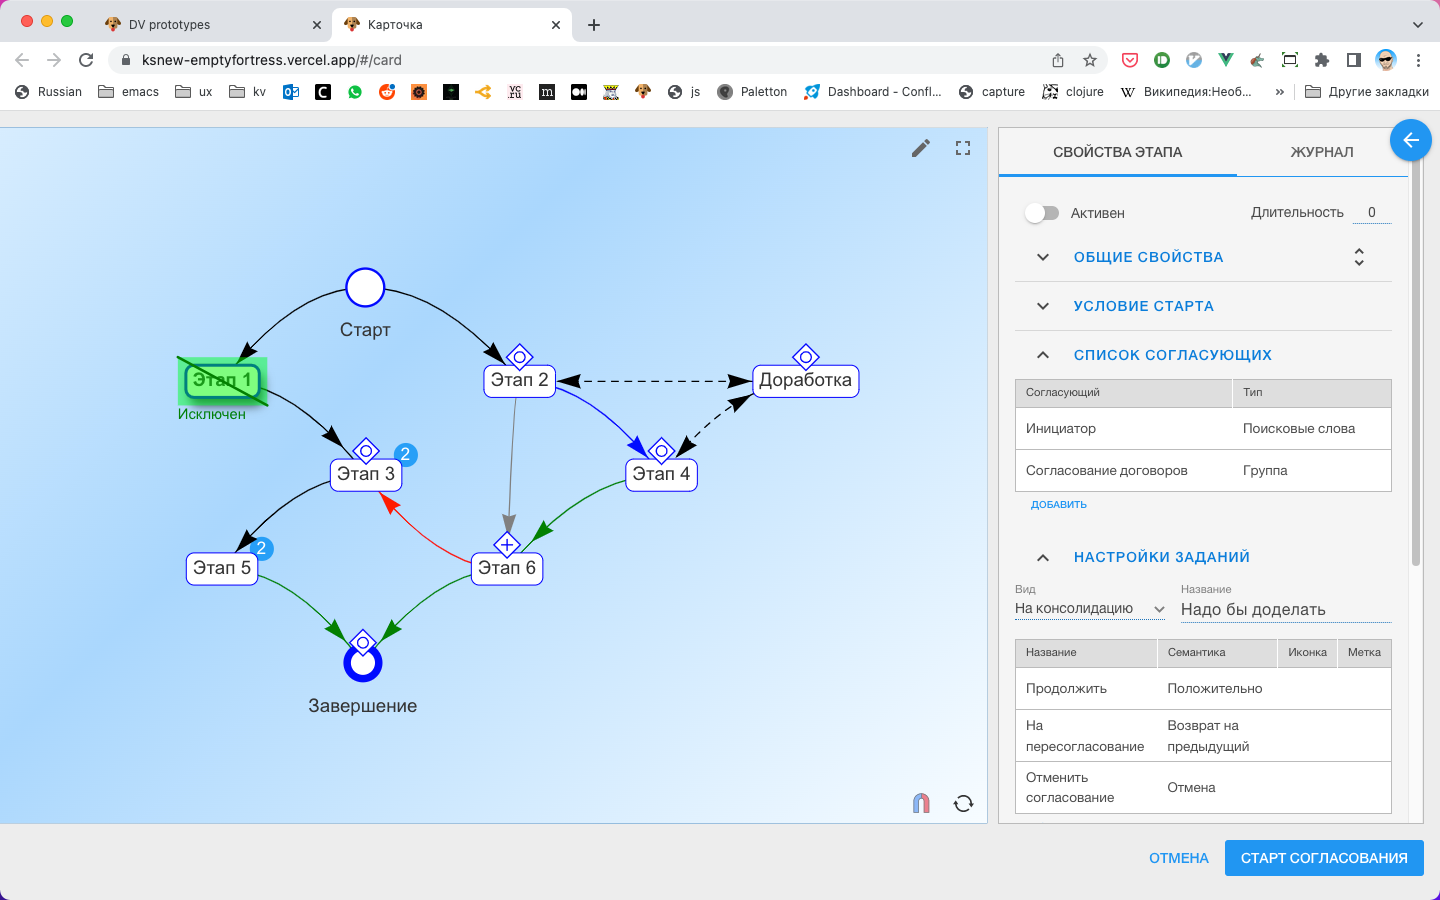 DV prototypes
Карточка
ksnew-emptyfortress.vercel.app/#/card
Russian
emacs
ux
kv
vc.ru
js
Paletton
Dashboard - Confl...
capture
clojure
Википедия:Необ...
»
Другие закладки
СВОЙСТВА ЭТАПА
ЖУРНАЛ
Активен
Длительность 0
ОБЩИЕ СВОЙСТВА
УСЛОВИЕ СТАРТА
СПИСОК СОГЛАСУЮЩИХ
Согласующий Тип
Инициатор Поисковые слова
Согласование договоров Группа
ДОБАВИТЬ
НАСТРОЙКИ ЗАДАНИЙ
Вид Название
На консолидацию Надо бы доделать
Название Семантика Иконка Метка
Продолжить Положительно
На Возврат на
пересогласование предыдущий
Отменить
согласование Отмена
Старт
Этап 1
Исключен
Этап 2
Доработка
Этап 3
2
Этап 4
Этап 5
2
Этап 6
Завершение
ОТМЕНА
СТАРТ СОГЛАСОВАНИЯ